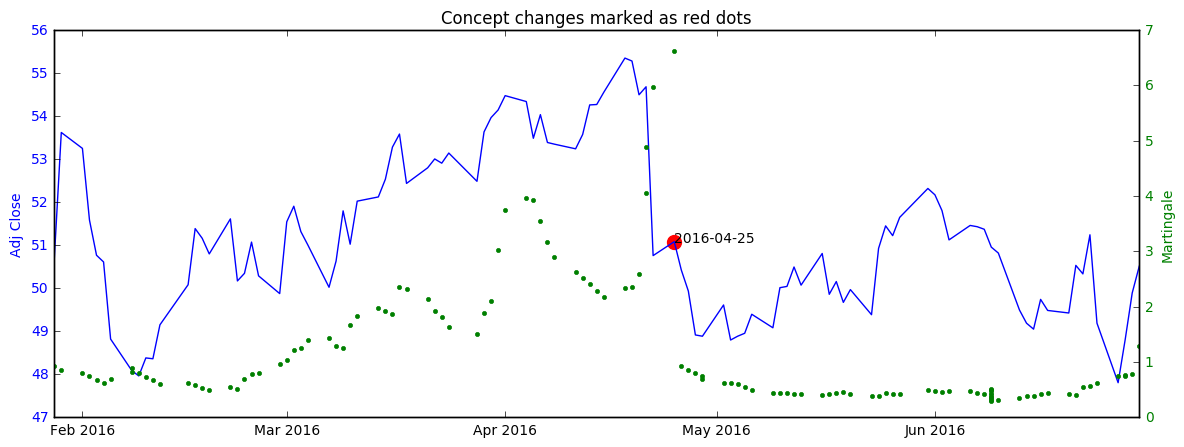 Concept changes marked as red dots
56
55
54
53
52
51
50
49
48
47
Adj Close
2016-04-25
7
6
5
4
3
2
1
0
Martingale
Feb 2016
Mar 2016
Apr 2016
May 2016
Jun 2016